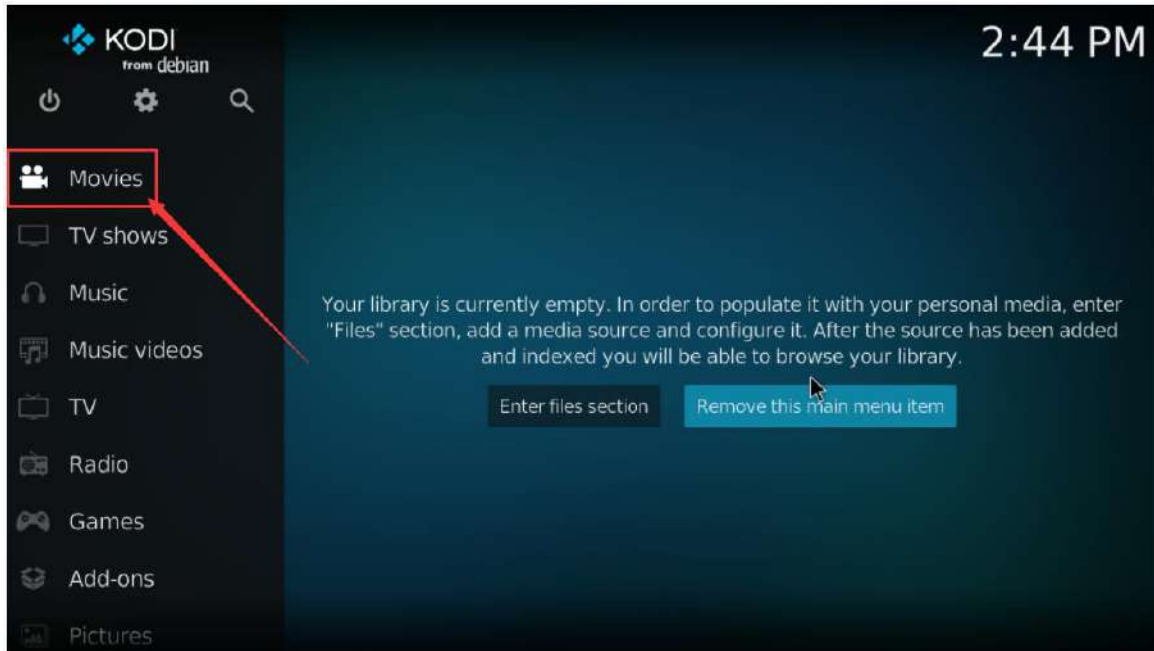 KODI
from debian
2:44 PM
Movies
TV shows
Music
Music videos
TV
Radio
Games
Add-ons
Pictures
Your library is currently empty. In order to populate it with your personal media, enter
"Files" section, add a media source and configure it. After the source has been added
and indexed you will be able to browse your library.
Enter files section
Remove this main menu item